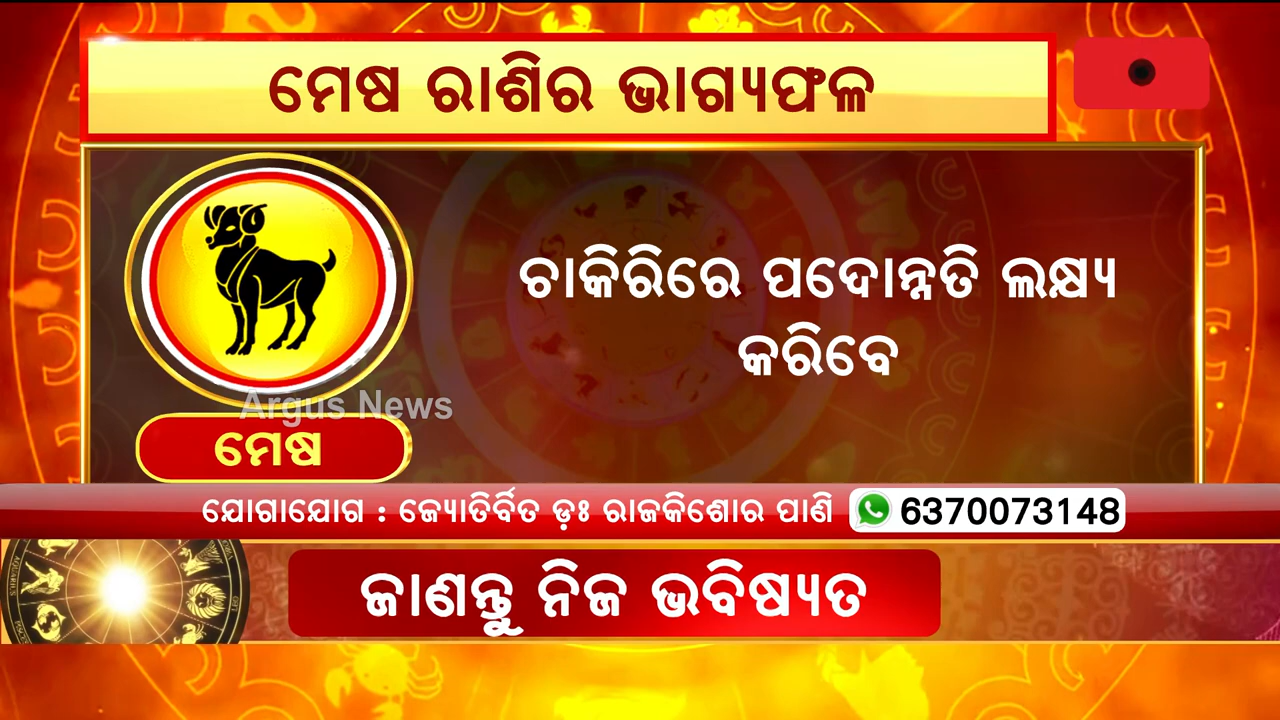 ମେଷ ରାଶିର ଭାଗ୍ୟଫଳ
ଚାକିରିରେ ପଦୋନ୍ନତି ଲକ୍ଷ୍ୟ
କରିବେ
Argus News
ମେଷ
ଯୋଗାଯୋଗ : ଜ୍ୟୋତିର୍ବିତ ଡ଼ଃ ରାଜକିଶୋର ପାଣି 6370073148
ଜାଣନ୍ତୁ ନିଜ ଭବିଷ୍ୟତ